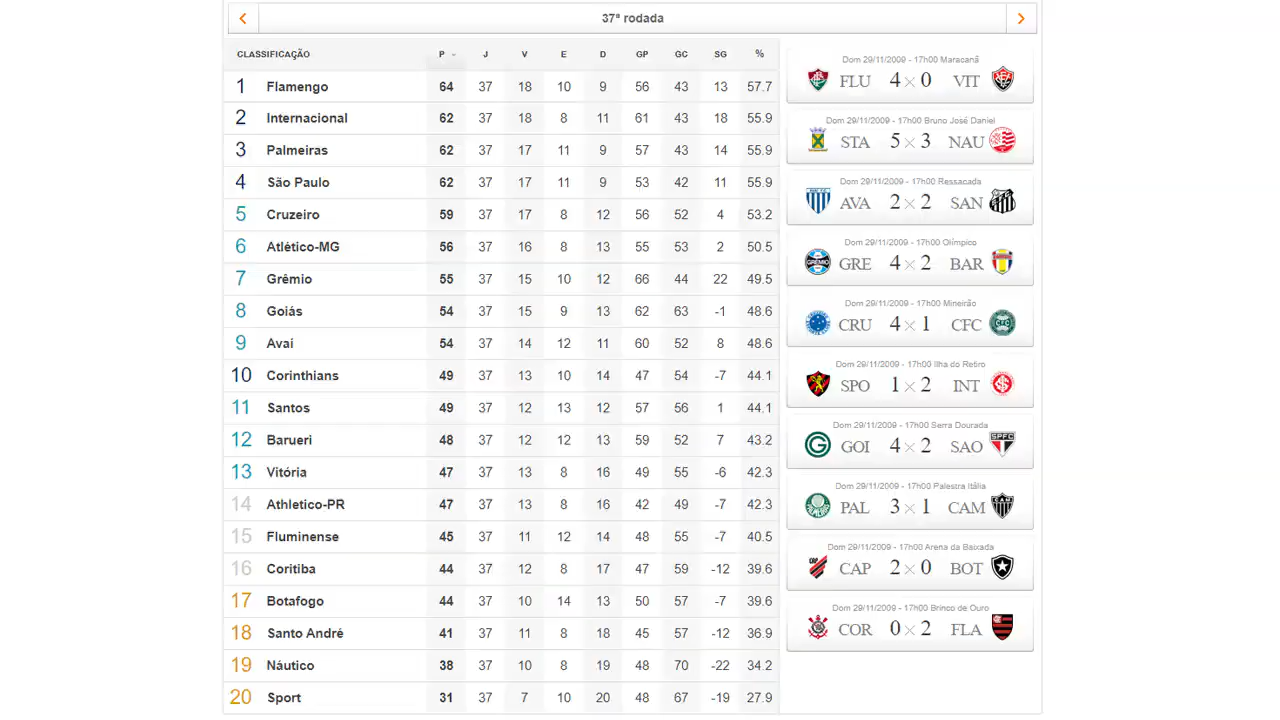 37ª rodada
CLASSIFICAÇÃO P J V E D GP GC SG %
1 Flamengo 64 37 18 10 9 56 43 13 57.7
2 Internacional 62 37 18 8 11 61 43 18 55.9
3 Palmeiras 62 37 17 11 9 57 43 14 55.9
4 São Paulo 62 37 17 11 9 53 42 11 55.9
5 Cruzeiro 59 37 17 8 12 56 52 4 53.2
6 Atlético-MG 56 37 16 8 13 55 53 2 50.5
7 Grêmio 55 37 15 10 12 66 44 22 49.5
8 Goiás 54 37 15 9 13 62 63 -1 48.6
9 Avaí 54 37 14 12 11 60 52 8 48.6
10 Corinthians 49 37 13 10 14 47 54 -7 44.1
11 Santos 49 37 12 13 12 57 56 1 44.1
12 Barueri 48 37 12 12 13 59 52 7 43.2
13 Vitória 47 37 13 8 16 49 55 -6 42.3
14 Athletico-PR 47 37 13 8 16 42 49 -7 42.3
15 Fluminense 45 37 11 12 14 48 55 -7 40.5
16 Coritiba 44 37 12 8 17 47 59 -12 39.6
17 Botafogo 44 37 10 14 13 50 57 -7 39.6
18 Santo André 41 37 11 8 18 45 57 -12 36.9
19 Náutico 38 37 10 8 19 48 70 -22 34.2
20 Sport 31 37 7 10 20 48 67 -19 27.9
Dom 29/11/2009 - 17h00 Maracanã
FLU 4 × 0 VIT
Dom 29/11/2009 - 17h00 Bruno José Daniel
STA 5 × 3 NAU
Dom 29/11/2009 - 17h00 Ressacada
AVA 2 × 2 SAN
Dom 29/11/2009 - 17h00 Olímpico
GRE 4 × 2 BAR
Dom 29/11/2009 - 17h00 Mineirão
CRU 4 × 1 CFC
Dom 29/11/2009 - 17h00 Ilha do Retiro
SPO 1 × 2 INT
Dom 29/11/2009 - 17h00 Serra Dourada
GOI 4 × 2 SAO
Dom 29/11/2009 - 17h00 Palestra Itália
PAL 3 × 1 CAM
Dom 29/11/2009 - 17h00 Arena da Baixada
CAP 2 × 0 BOT
Dom 29/11/2009 - 17h00 Brinco de Ouro
COR 0 × 2 FLA